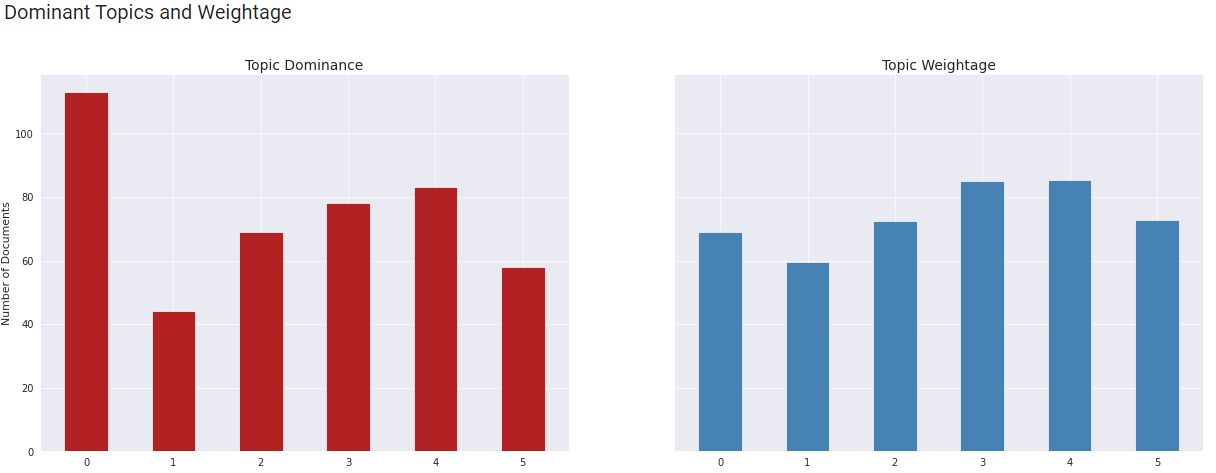 Dominant Topics and Weightage
Topic Dominance
Number of Documents
100
80
60
40
20
0
0 1 2 3 4 5
Topic Weightage
0 1 2 3 4 5